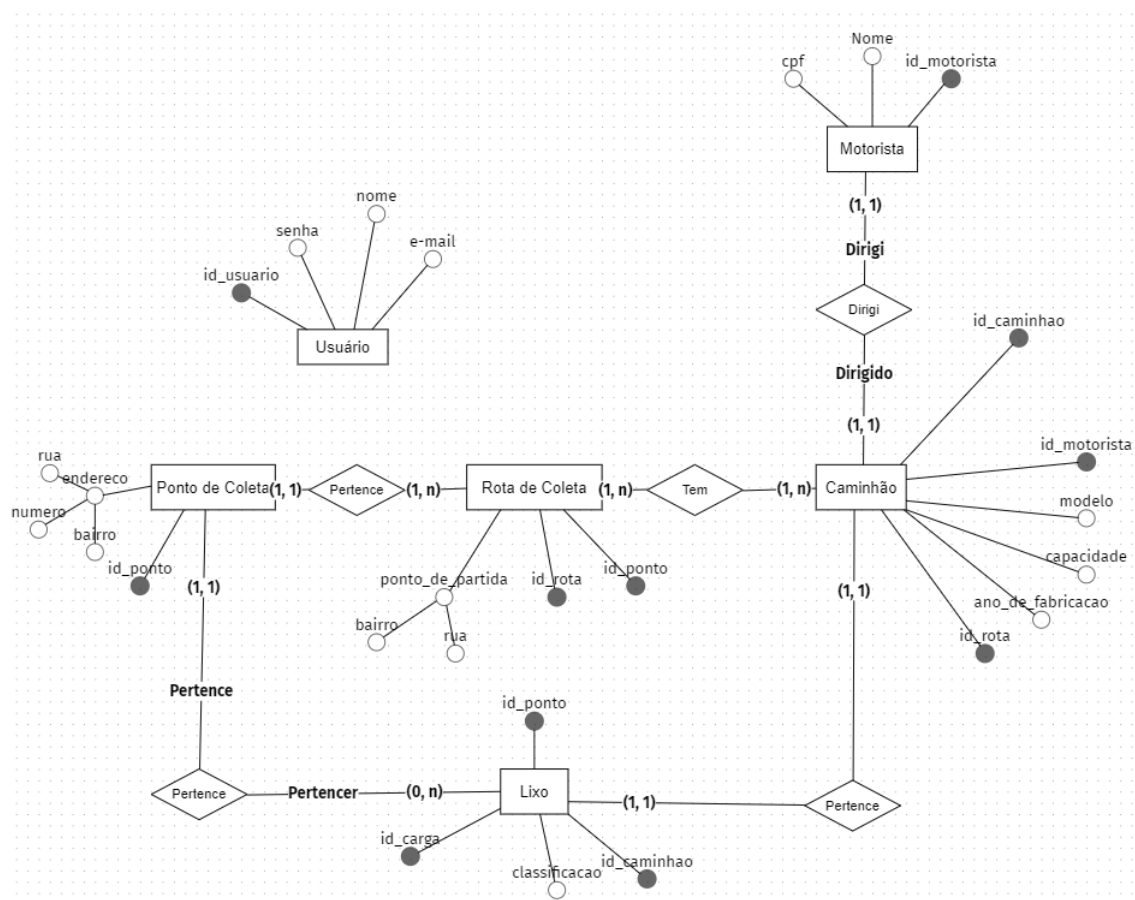 Nome
cpf
id_motorista
Motorista
(1, 1)
Dirigi
Dirigi
Dirigido
(1, 1)
nome
senha
e-mail
id_usuario
Usuário
id_caminhao
id_motorista
modelo
capacidade
ano_de_fabricacao
id_rota
Caminhão
rua
endereco
numero
bairro
id_ponto
Ponto de Coleta
(1, 1)
Pertence
(1, n)
Rota de Coleta
(1, n)
Tem
(1, n)
ponto_de_partida
id_rota
id_ponto
bairro
rua
(1, 1)
(1, 1)
Pertence
Pertence
Pertencer
(0, n)
id_ponto
Lixo
(1, 1)
Pertence
id_carga
classificacao
id_caminhao